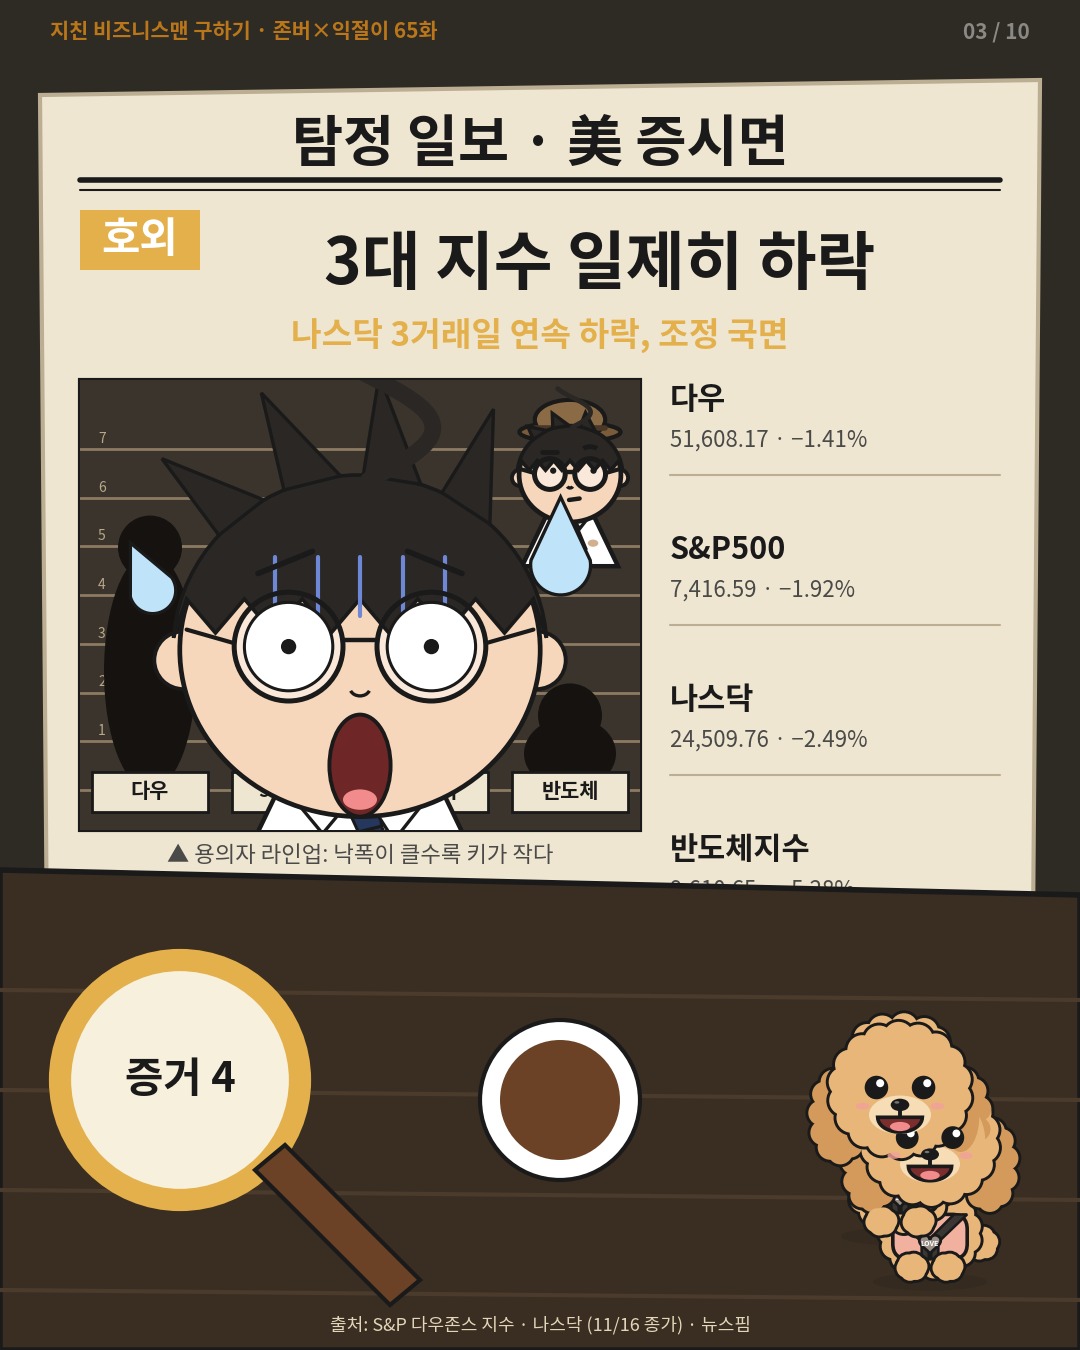 지친 비즈니스맨 구하기 · 존버×익절이 65화
03 / 10
탐정 일보 · 美 증시면
호외
3대 지수 일제히 하락
나스닥 3거래일 연속 하락, 조정 국면
7
6
5
4
3
2
1
다우
반도체
▲ 용의자 라인업: 낙폭이 클수록 키가 작다
다우
51,608.17 · −1.41%
S&P500
7,416.59 · −1.92%
나스닥
24,509.76 · −2.49%
반도체지수
증거 4
LOVE
출처: S&P 다우존스 지수 · 나스닥 (11/16 종가) · 뉴스핌